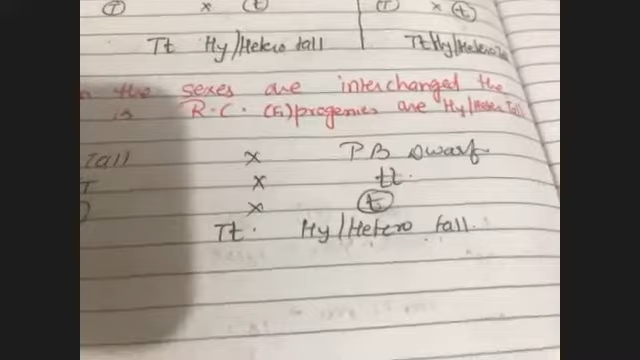 T x t T x t
Tt Hy/Hetero tall Tt Hy/Hetero
the sexes are interchanged the
is R.C. (F1) progenies are Hy/Hetero Tall
Tall x PB Dwarf
T x tt.
x t
Tt. Hy/Hetero tall.